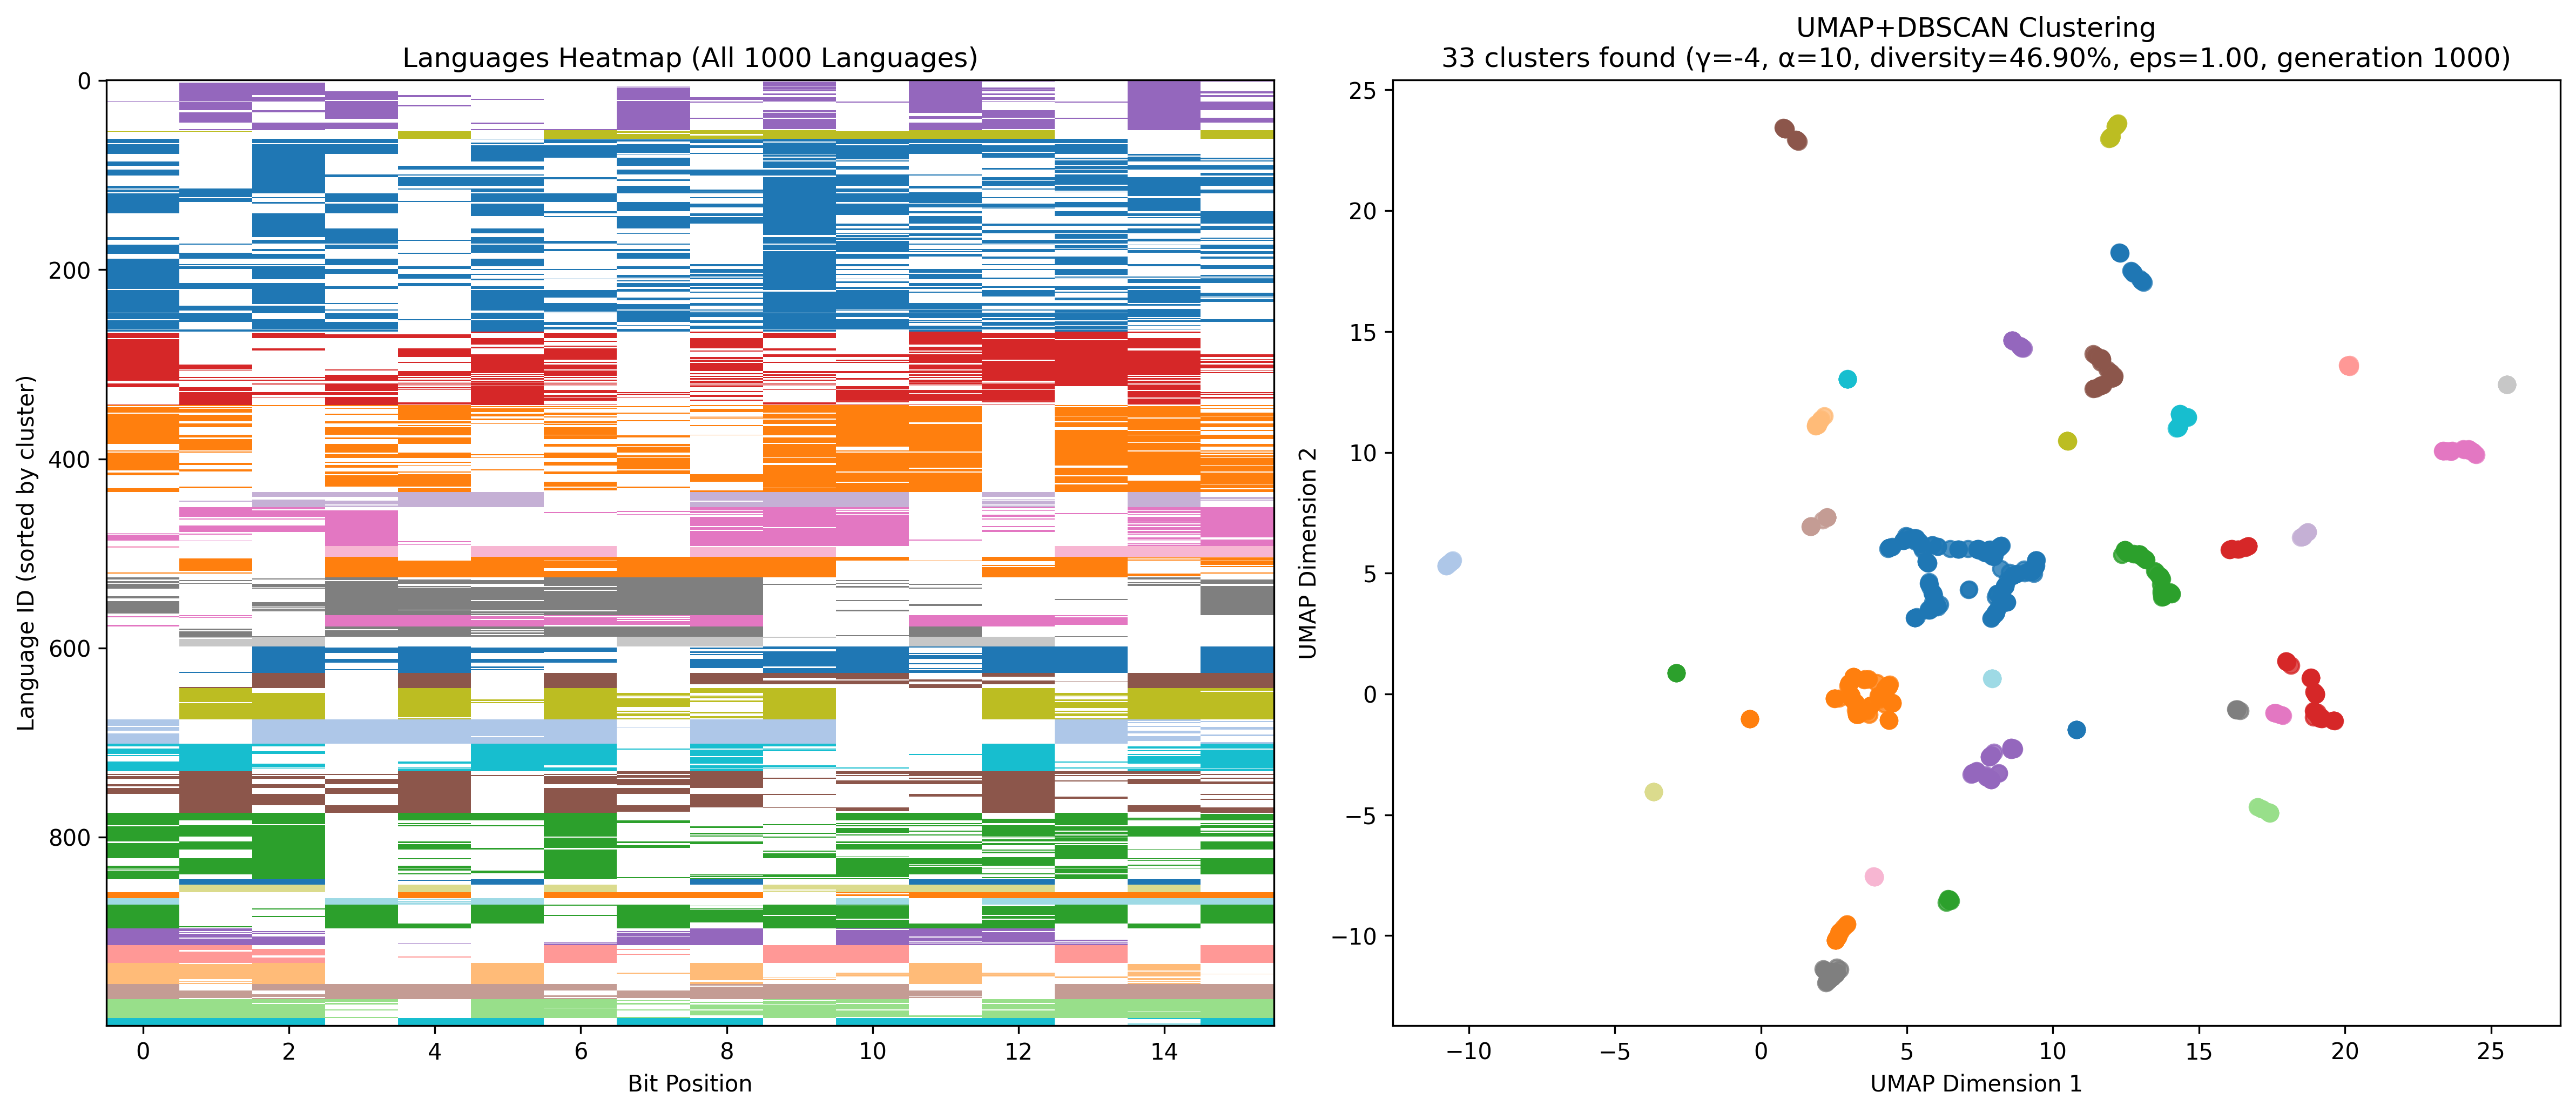 Languages Heatmap (All 1000 Languages)
0
200
400
600
800
Language ID (sorted by cluster)
0 2 4 6 8 10 12 14
Bit Position
UMAP+DBSCAN Clustering
33 clusters found (γ=-4, α=10, diversity=46.90%, eps=1.00, generation 1000)
25
20
15
10
5
0
−5
−10
UMAP Dimension 2
−10 −5 0 5 10 15 20 25
UMAP Dimension 1